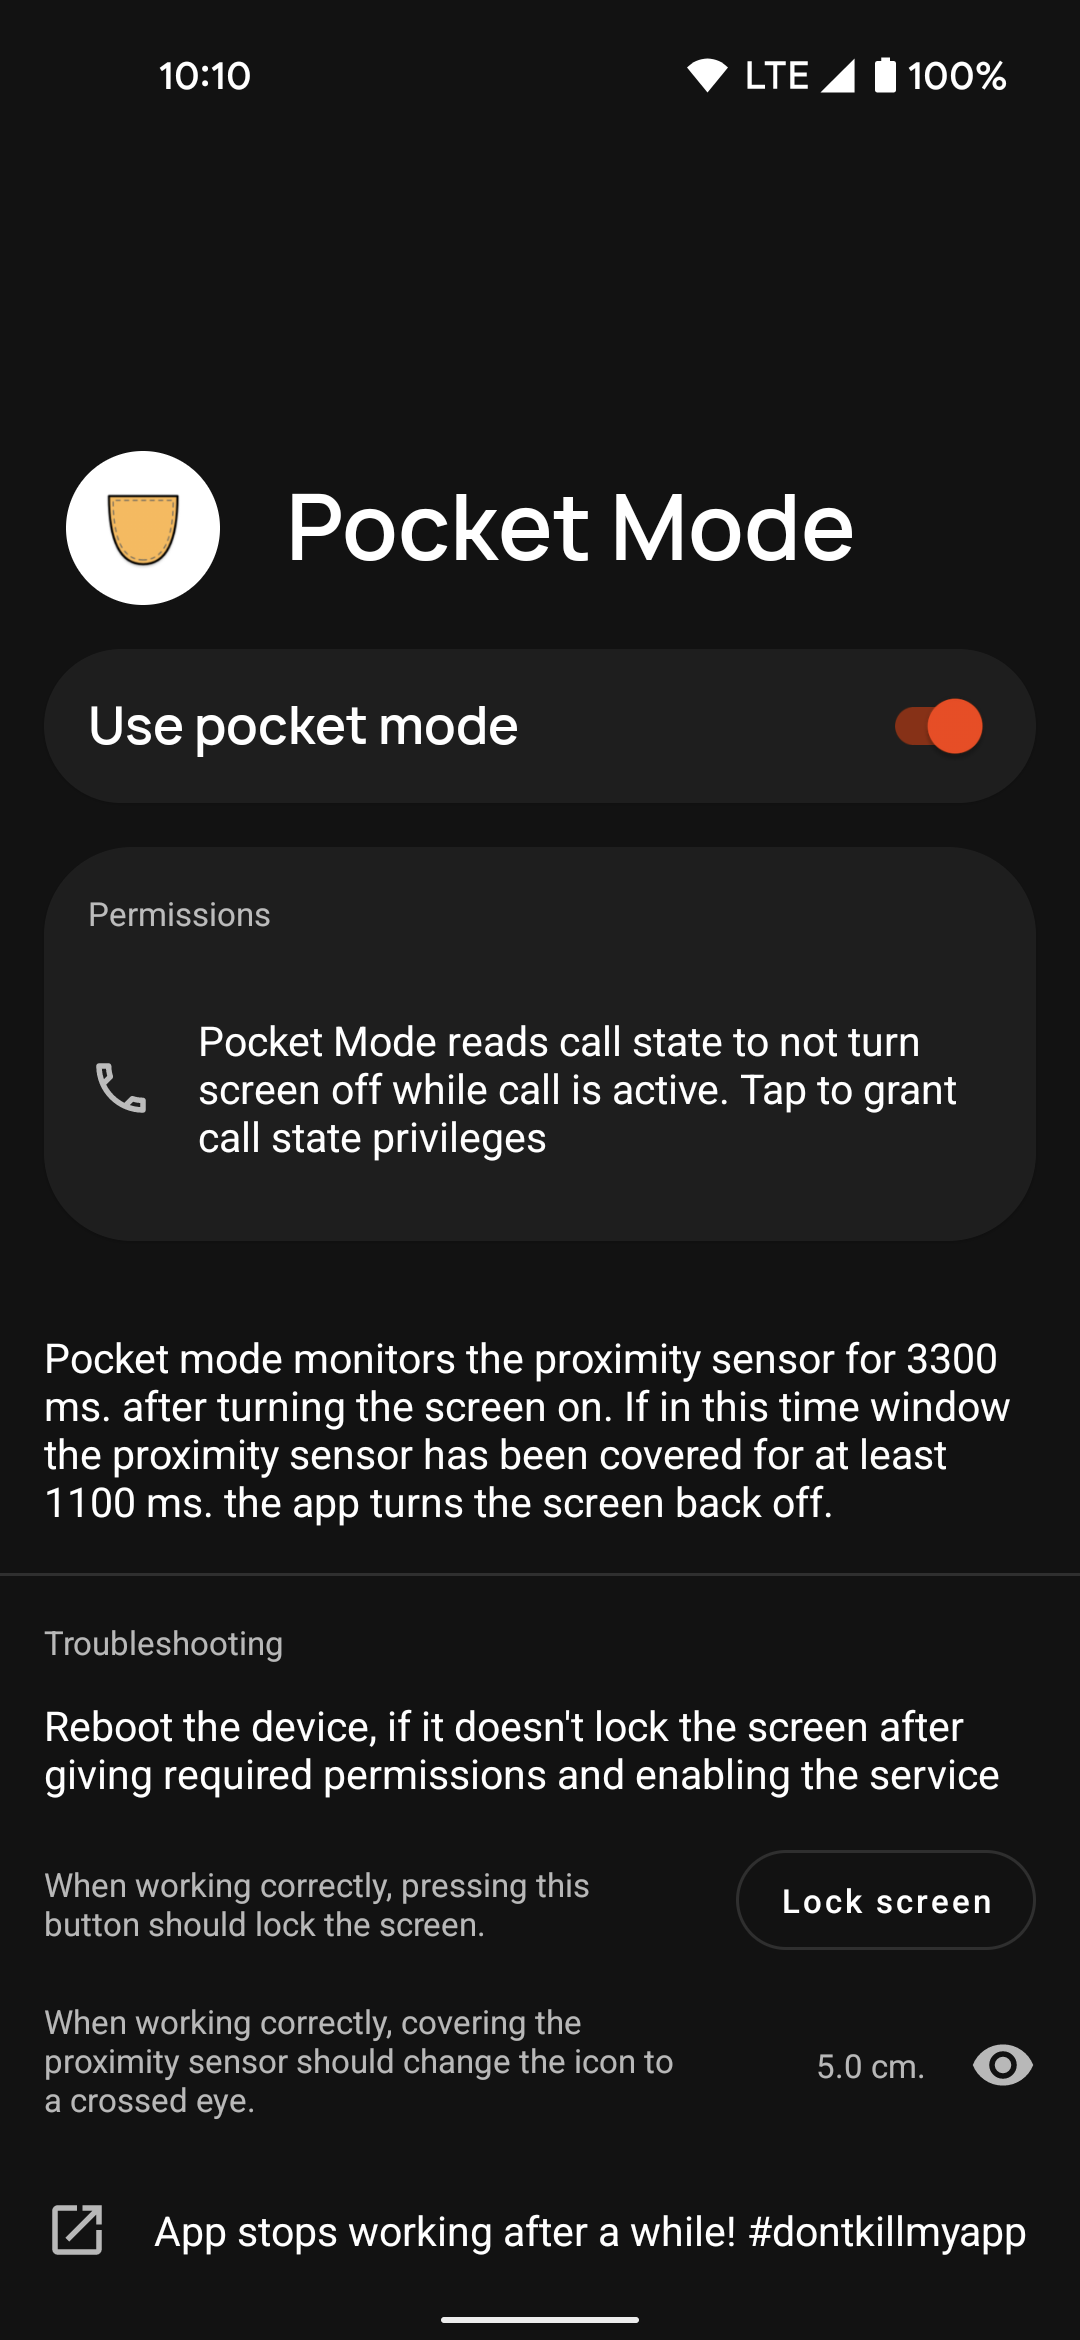 10:10
LTE 100%
Pocket Mode
Use pocket mode
Permissions
Pocket Mode reads call state to not turn
screen off while call is active. Tap to grant
call state privileges
Pocket mode monitors the proximity sensor for 3300
ms. after turning the screen on. If in this time window
the proximity sensor has been covered for at least
1100 ms. the app turns the screen back off.
Troubleshooting
Reboot the device, if it doesn't lock the screen after
giving required permissions and enabling the service
When working correctly, pressing this
button should lock the screen.
Lock screen
When working correctly, covering the
proximity sensor should change the icon to
a crossed eye.
5.0 cm.
App stops working after a while! #dontkillmyapp